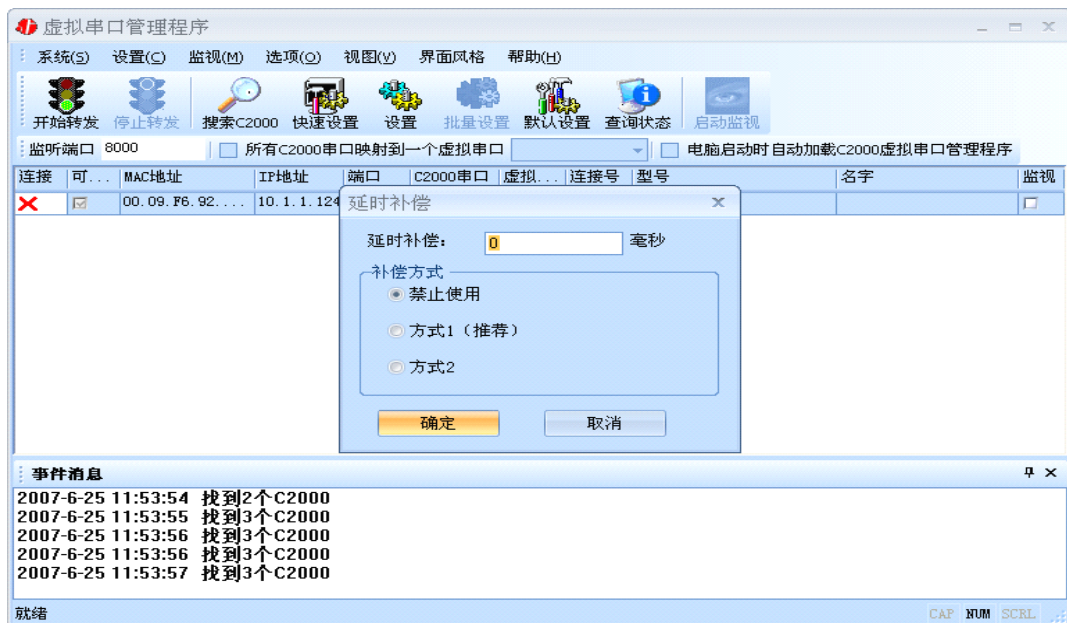 虚拟串口管理程序
系统(S) 设置(C) 监视(M) 选项(O) 视图(V) 界面风格 帮助(H)
开始转发 停止转发 搜索C2000 快速设置 设置 批量设置 默认设置 查询状态 启动监视
监听端口 8000 所有C2000串口映射到一个虚拟串口 电脑启动时自动加载C2000虚拟串口管理程序
连接 可... MAC地址 IP地址 端口 C2000串口 虚拟... 连接号 型号 名字 监视
00.09.F6.92.... 10.1.1.124
延时补偿
延时补偿： 0 毫秒
补偿方式
禁止使用
方式1（推荐）
方式2
确定 取消
事件消息
2007-6-25 11:53:54 找到2个C2000
2007-6-25 11:53:55 找到3个C2000
2007-6-25 11:53:56 找到3个C2000
2007-6-25 11:53:56 找到3个C2000
2007-6-25 11:53:57 找到3个C2000
就绪 CAP NUM SCRL